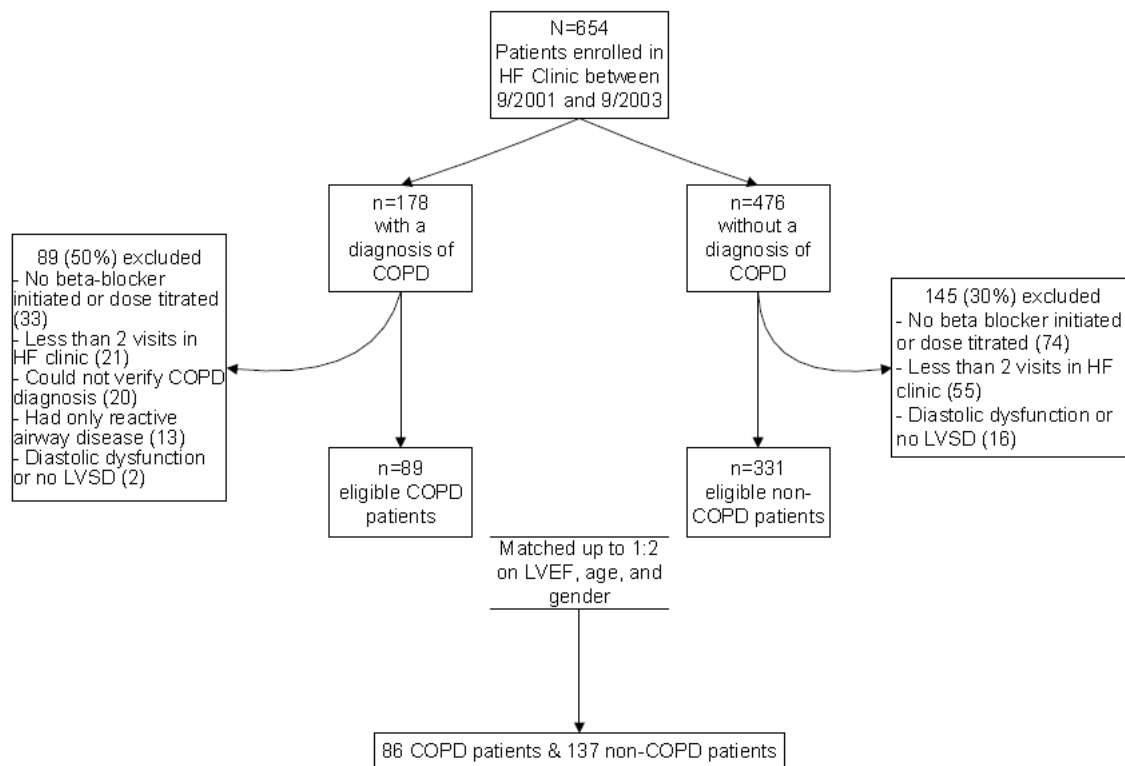 N=654
Patients enrolled in
HF Clinic between
9/2001 and 9/2003
n=178
with a
diagnosis of
COPD
n=476
without a
diagnosis of
COPD
89 (50%) excluded
- No beta-blocker
initiated or dose titrated
(33)
- Less than 2 visits in
HF clinic (21)
- Could not verify COPD
diagnosis (20)
- Had only reactive
airway disease (13)
- Diastolic dysfunction
or no LVSD (2)
145 (30%) excluded
- No beta blocker initiated
or dose titrated (74)
- Less than 2 visits in HF
clinic (55)
- Diastolic dysfunction or
no LVSD (16)
n=89
eligible COPD
patients
n=331
eligible non-
COPD patients
Matched up to 1:2
on LVEF, age, and
gender
86 COPD patients & 137 non-COPD patients